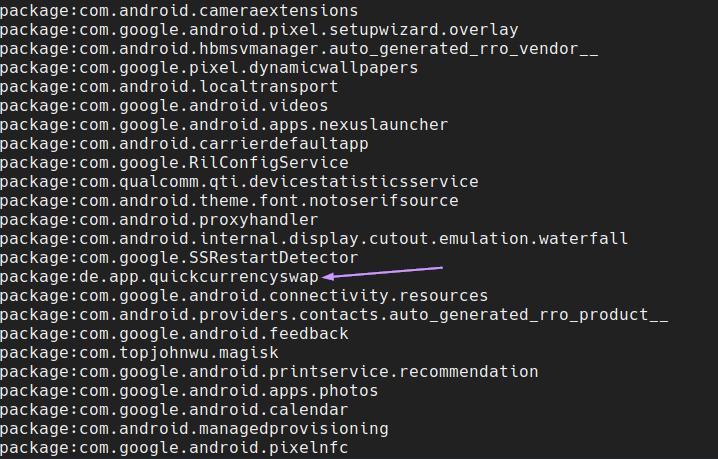 package:com.android.cameraextensions
package:com.google.android.pixel.setupwizard.overlay
package:com.android.hbmsvmanager.auto_generated_rro_vendor__
package:com.google.pixel.dynamicwallpapers
package:com.android.localtransport
package:com.google.android.videos
package:com.google.android.apps.nexuslauncher
package:com.android.carrierdefaultapp
package:com.google.RilConfigService
package:com.qualcomm.qti.devicestatisticsservice
package:com.android.theme.font.notoserifsource
package:com.android.proxyhandler
package:com.android.internal.display.cutout.emulation.waterfall
package:com.google.SSRestartDetector
package:de.app.quickcurrencyswap
package:com.google.android.connectivity.resources
package:com.android.providers.contacts.auto_generated_rro_product__
package:com.google.android.feedback
package:com.topjohnwu.magisk
package:com.google.android.printservice.recommendation
package:com.google.android.apps.photos
package:com.google.android.calendar
package:com.android.managedprovisioning
package:com.google.android.pixelnfc